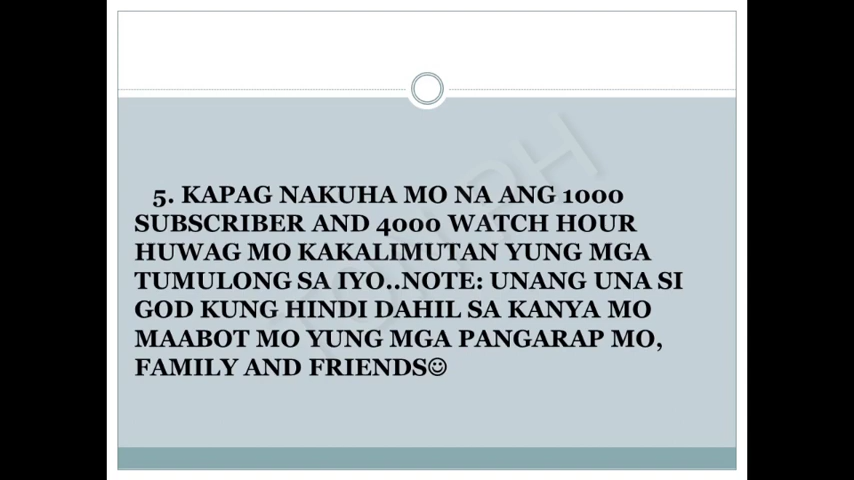 5. KAPAG NAKUHA MO NA ANG 1000
SUBSCRIBER AND 4000 WATCH HOUR
HUWAG MO KAKALIMUTAN YUNG MGA
TUMULONG SA IYO..NOTE: UNANG UNA SI
GOD KUNG HINDI DAHIL SA KANYA MO
MAABOT MO YUNG MGA PANGARAP MO,
FAMILY AND FRIENDS☺